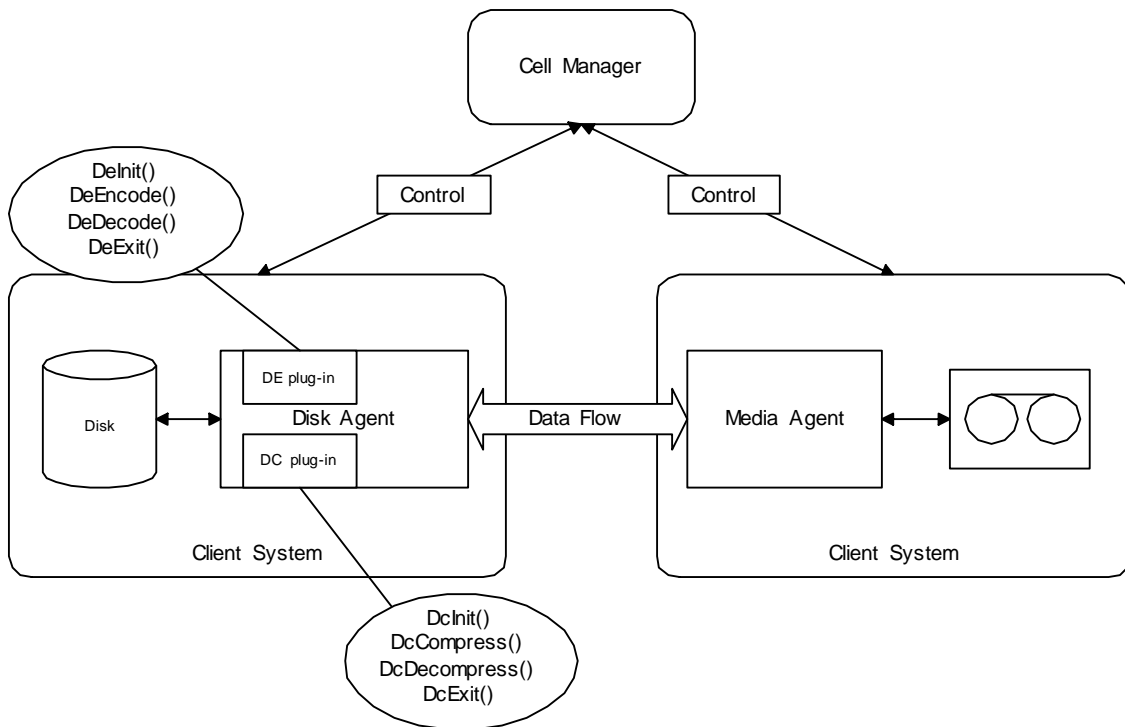 Cell Manager
DeInit()
DeEncode()
DeDecode()
DeExit()
Control
Control
DE plug-in
Disk
Disk Agent
Data Flow
Media Agent
DC plug-in
Client System
Client System
DcInit()
DcCompress()
DcDecompress()
DcExit()